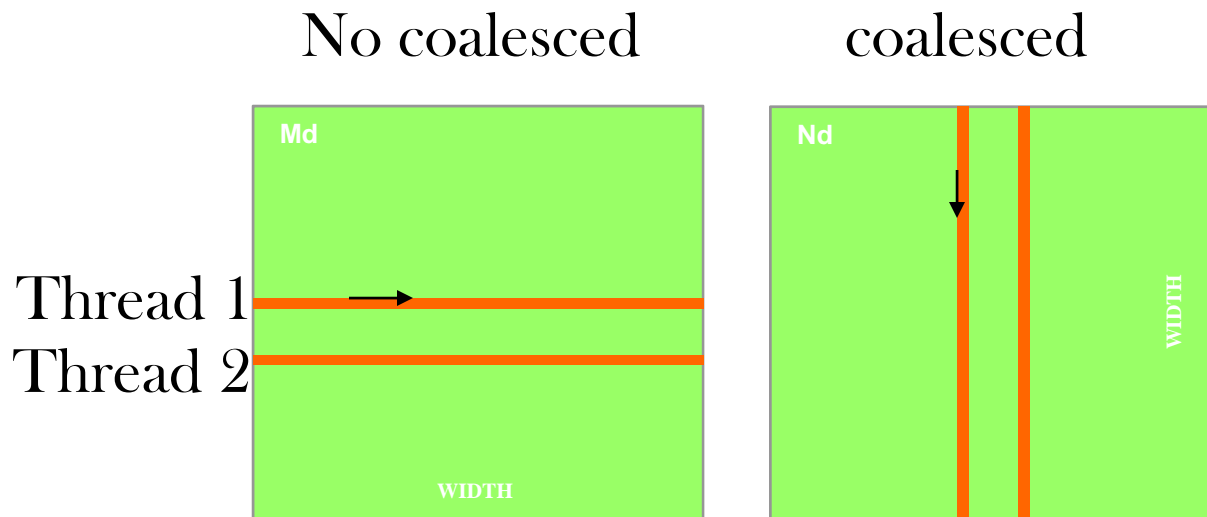 No coalesced
coalesced
Md
Nd
Thread 1
Thread 2
WIDTH
WIDTH